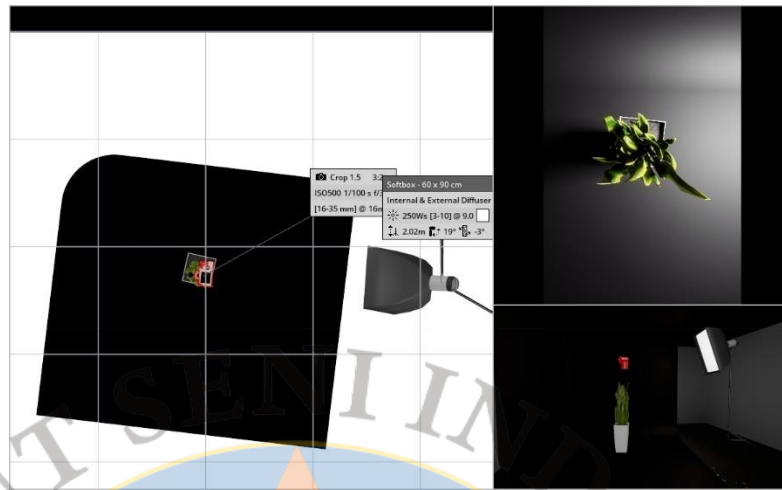 Crop 1.5
ISO500 1/100 s
[16-35 mm] @
Softbox - 60 x 90 cm
Internal & External Diffuser
250Ws [3-10] @ 9.0
2.02m 19° -3°
T SENI IND